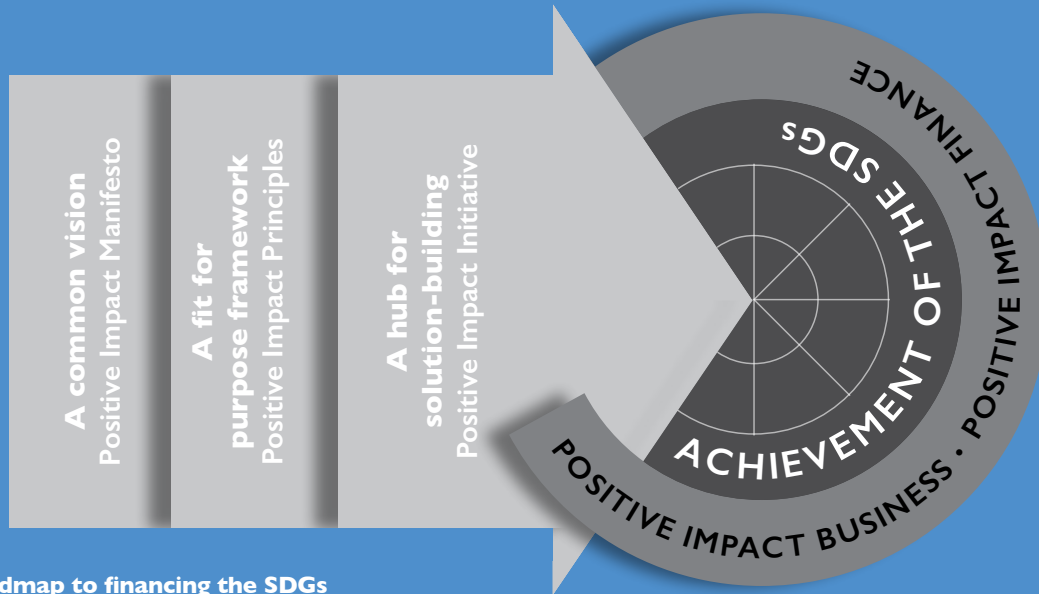 A common vision
Positive Impact Manifesto
A fit for
purpose framework
Positive Impact Principles
A hub for
solution-building
Positive Impact Initiative
ACHIEVEMENT OF THE SDGs
POSITIVE IMPACT BUSINESS · POSITIVE IMPACT FINANCE
to financing the SDGs